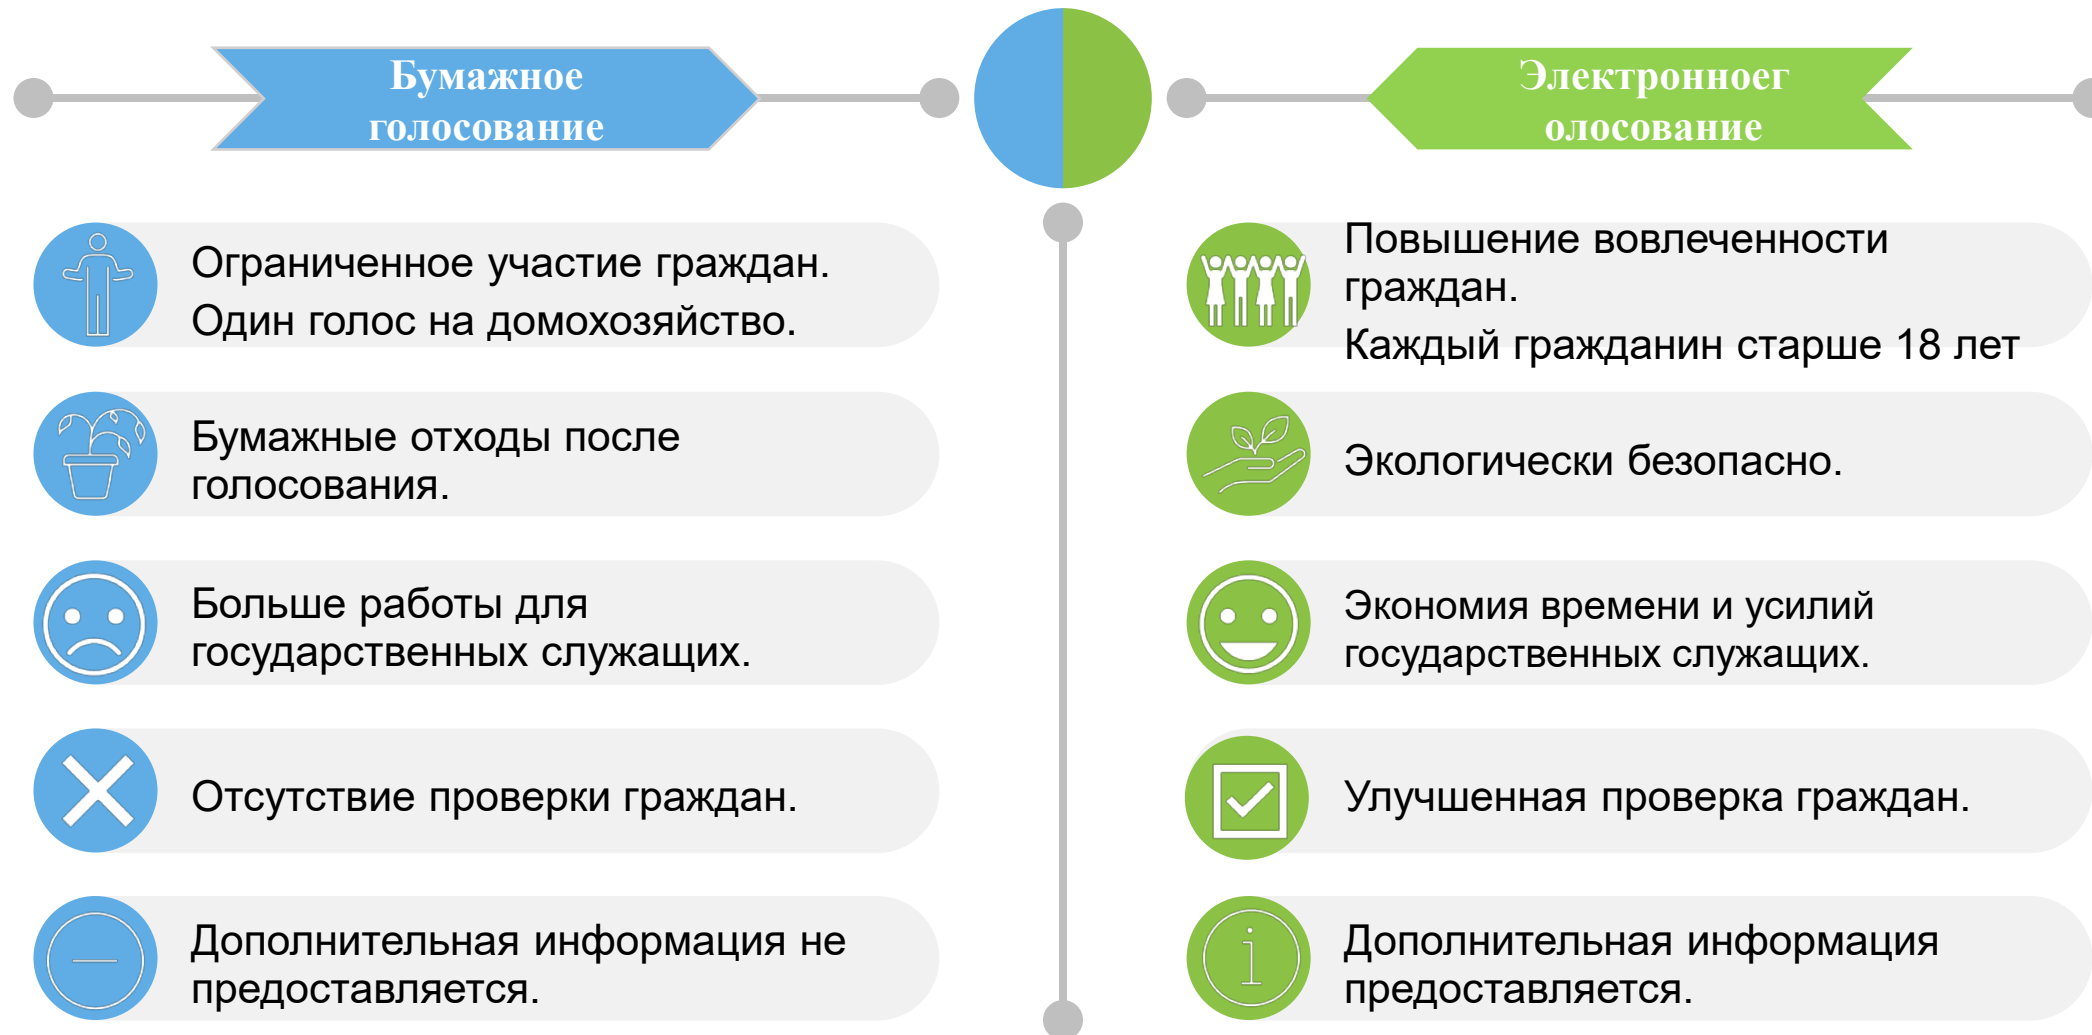 Бумажное
голосование
Ограниченное участие граждан.
Один голос на домохозяйство.
Бумажные отходы после
голосования.
Больше работы для
государственных служащих.
Отсутствие проверки граждан.
Дополнительная информация не
предоставляется.
Электронноег
олосование
Повышение вовлеченности
граждан.
Каждый гражданин старше 18 лет
Экологически безопасно.
Экономия времени и усилий
государственных служащих.
Улучшенная проверка граждан.
Дополнительная информация
предоставляется.